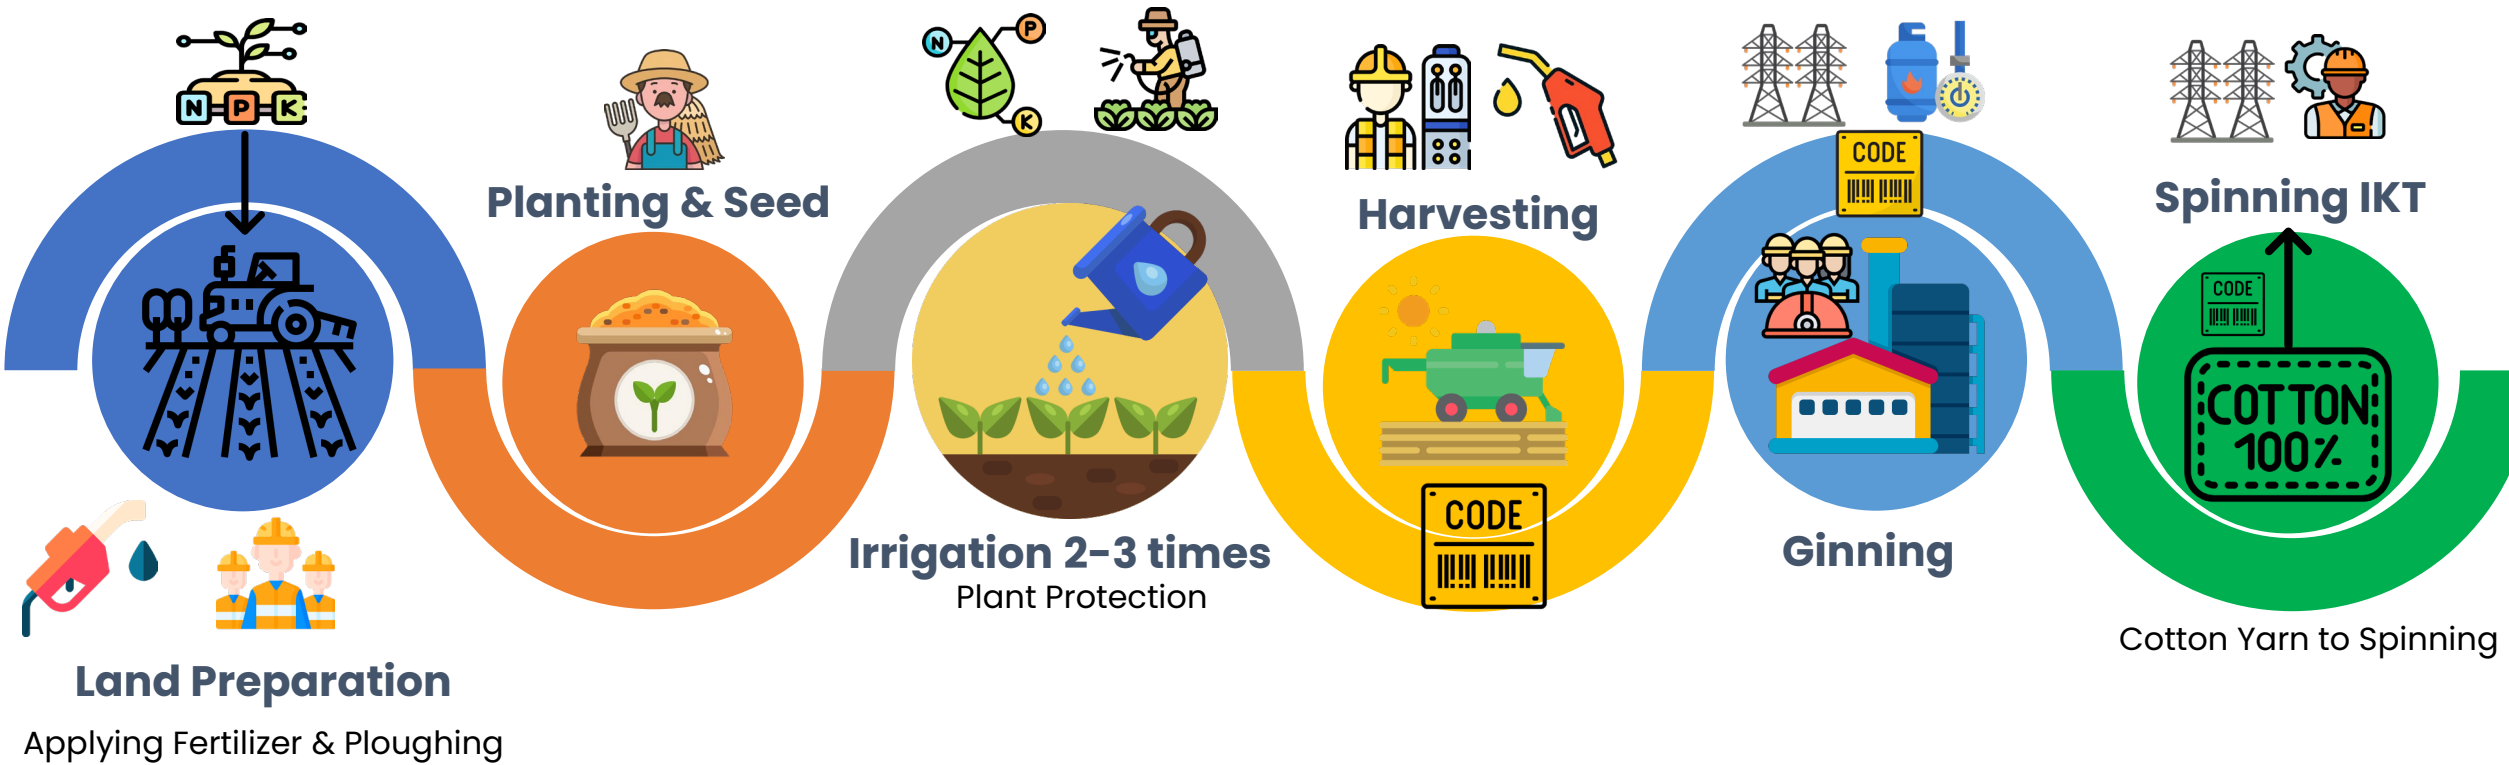 N P K
Land Preparation
Applying Fertilizer & Ploughing
Planting & Seed
N
P
K
Irrigation 2-3 times
Plant Protection
Harvesting
CODE
CODE
Ginning
Spinning IKT
CODE
COTTON
100%
Cotton Yarn to Spinning